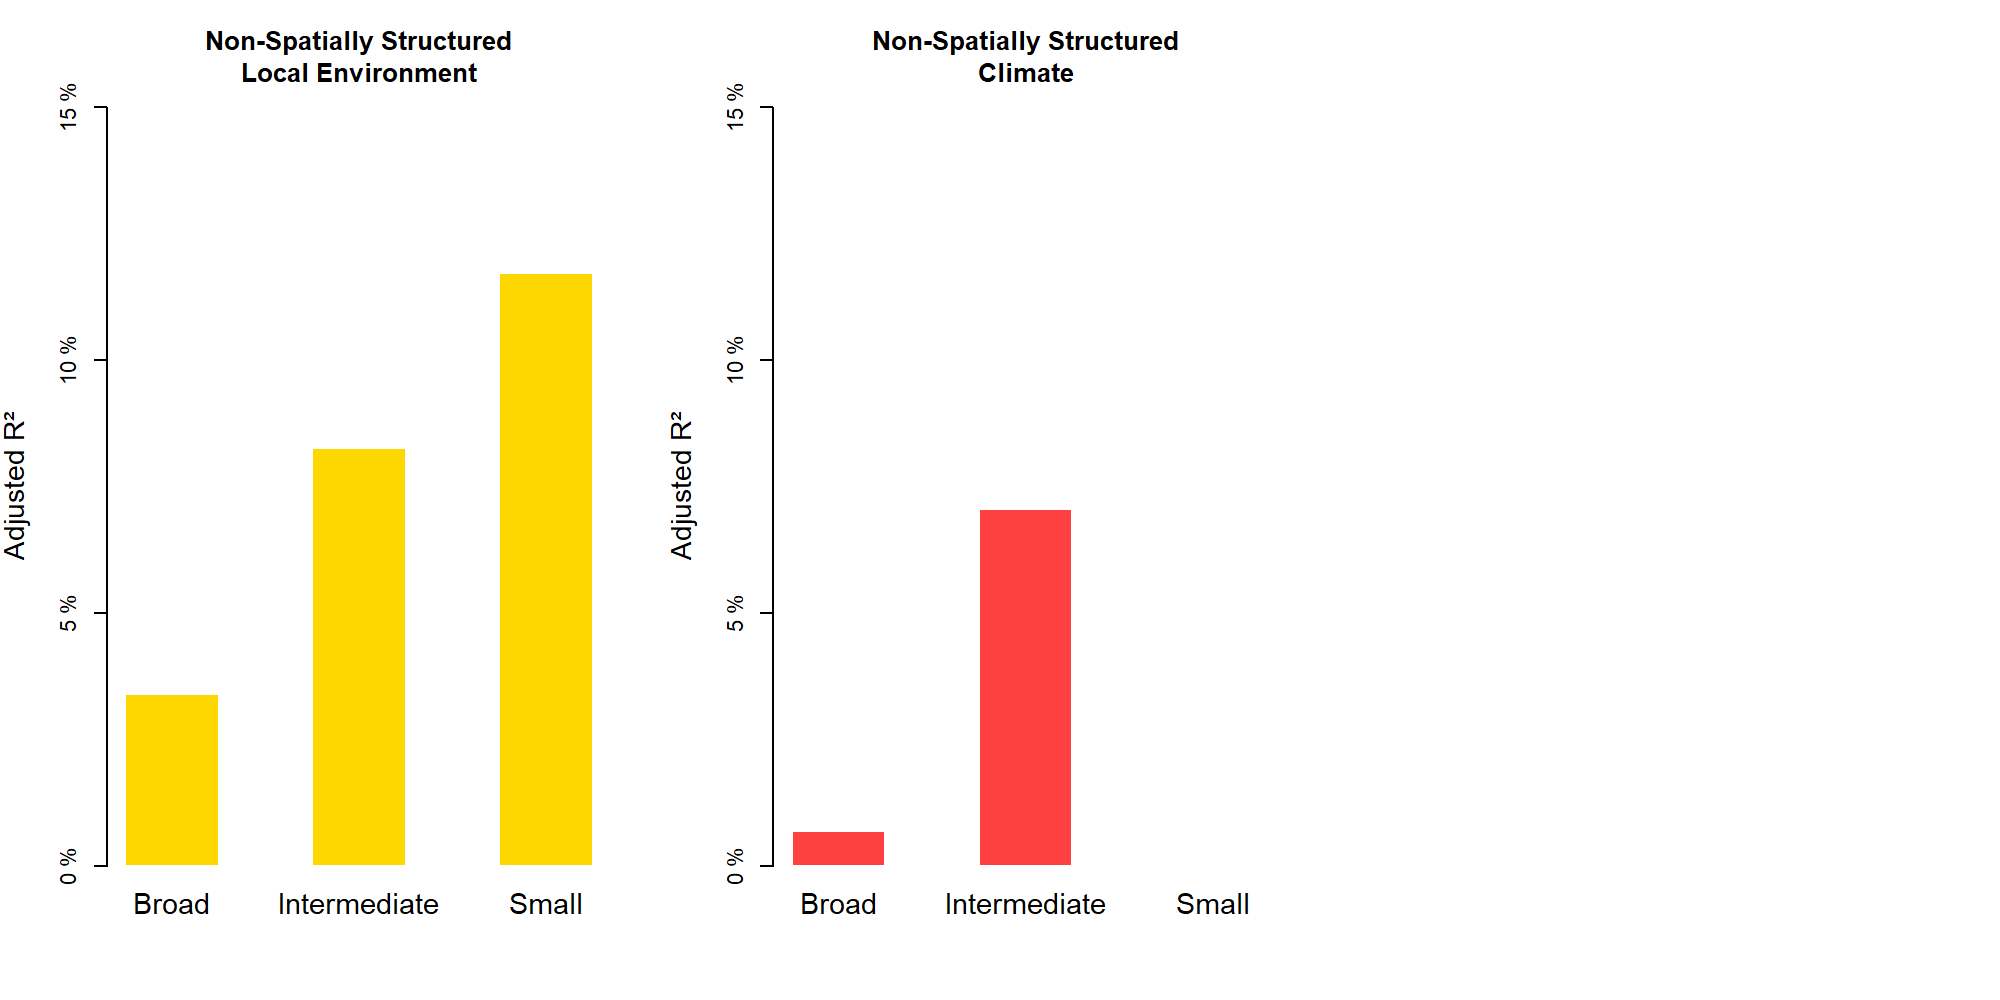 Non-Spatially Structured
Local Environment
15 %
10 %
5 %
0 %
Adjusted R²
Broad
Intermediate
Small
Non-Spatially Structured
Climate
15 %
10 %
5 %
0 %
Adjusted R²
Broad
Intermediate
Small